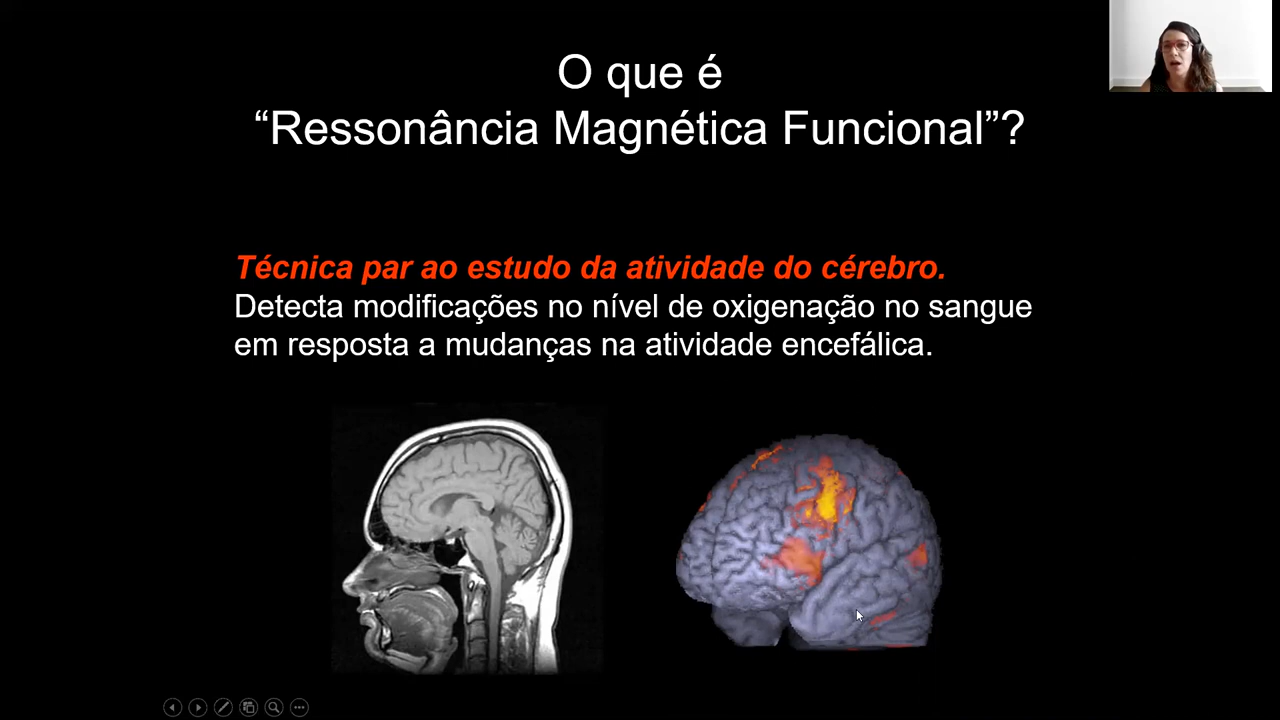 O que é
“Ressonância Magnética Funcional”?
Técnica par ao estudo da atividade do cérebro.
Detecta modificações no nível de oxigenação no sangue
em resposta a mudanças na atividade encefálica.